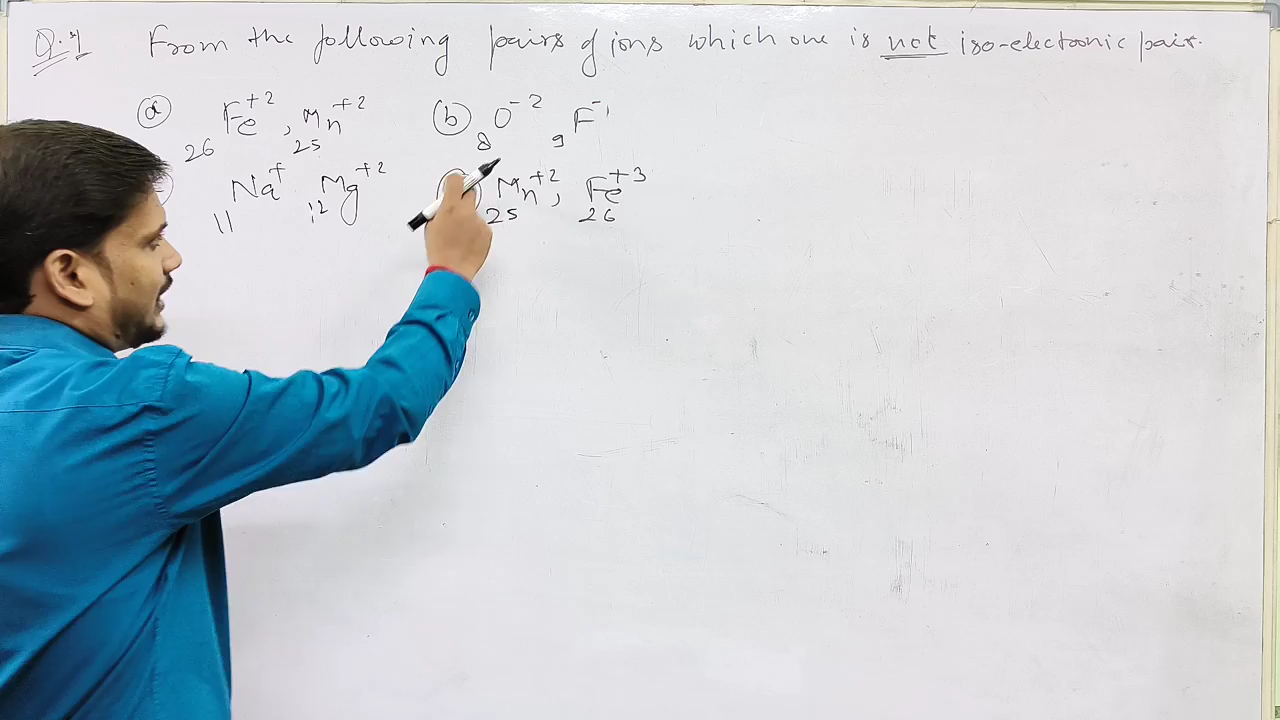 Q.4 From the following pairs of ions which one is not iso-electronic pair.
(a) ₂₆Fe⁺², ₂₅Mn⁺² (b) ₈O⁻² ₉F⁻¹
₁₁Na⁺ ₁₂Mg⁺² ₂₅Mn⁺², ₂₆Fe⁺³